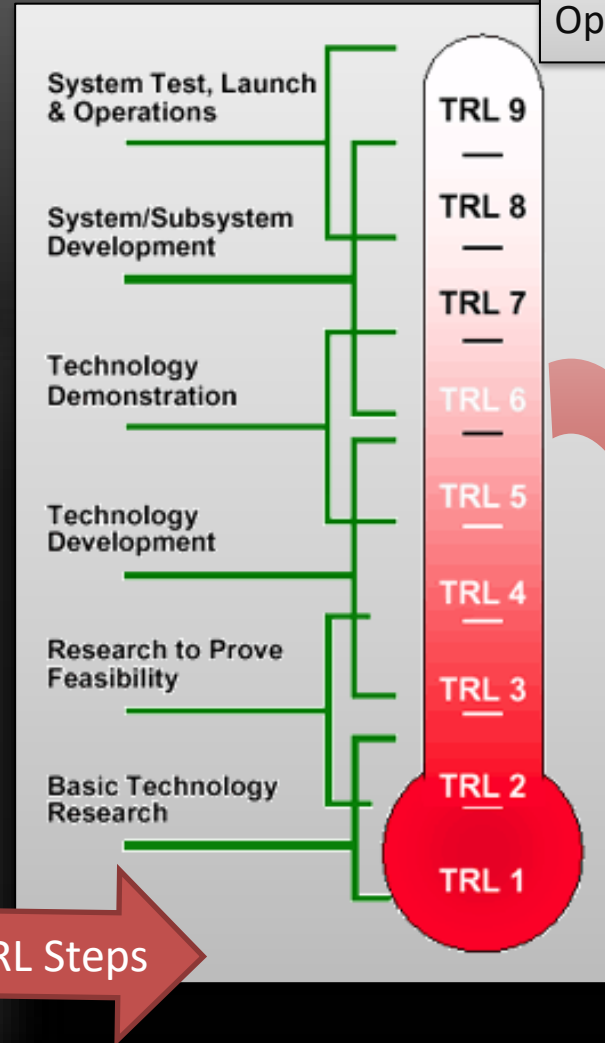 Op
System Test, Launch
& Operations
System/Subsystem
Development
Technology
Demonstration
Technology
Development
Research to Prove
Feasibility
Basic Technology
Research
TRL 9
TRL 8
TRL 7
TRL 6
TRL 5
TRL 4
TRL 3
TRL 2
TRL 1
RL Steps